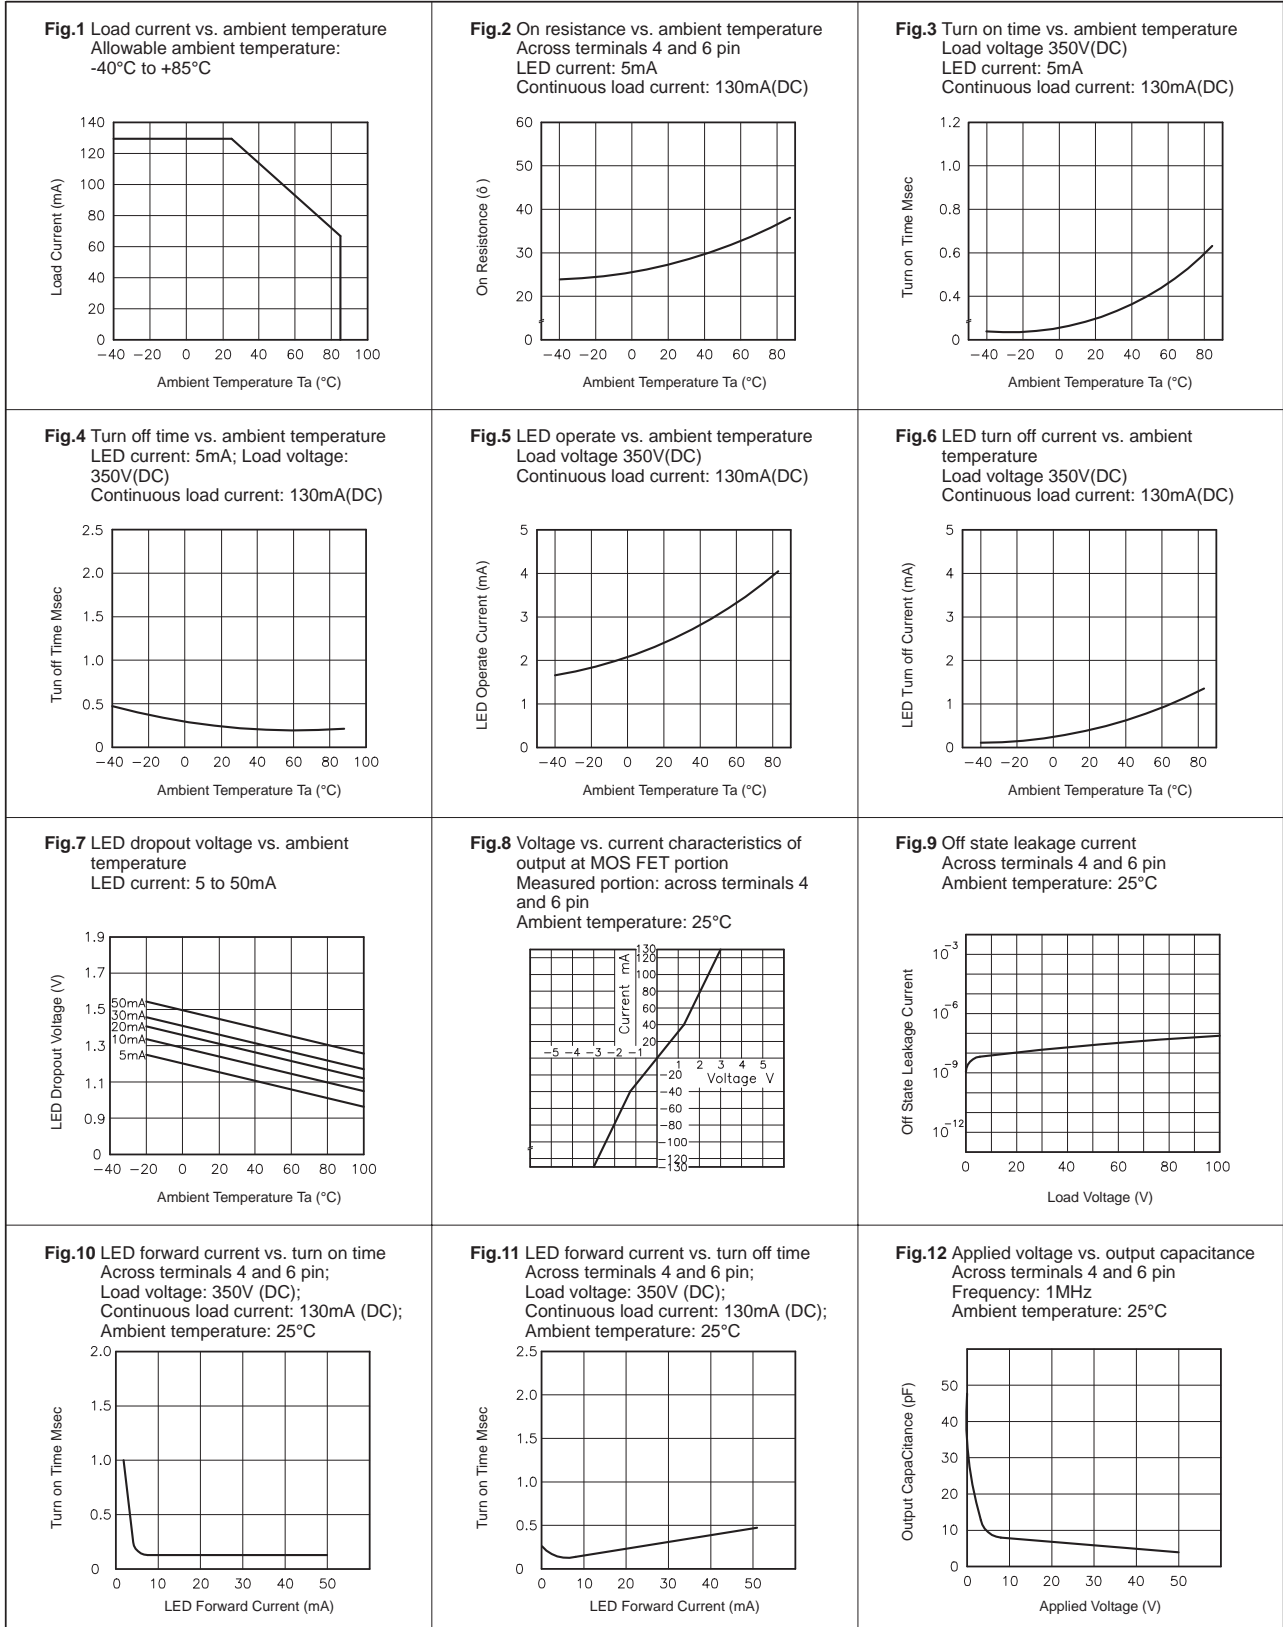 Fig.1 Load current vs. ambient temperature
Allowable ambient temperature:
-40°C to +85°C
140
120
100
80
60
40
20
0
Load Current (mA)
−40 −20 0 20 40 60 80 100
Ambient Temperature Ta (°C)
Fig.2 On resistance vs. ambient temperature
Across terminals 4 and 6 pin
LED current: 5mA
Continuous load current: 130mA(DC)
60
50
40
30
20
0
On Resistonce (ô)
−40 −20 0 20 40 60 80
Ambient Temperature Ta (°C)
Fig.3 Turn on time vs. ambient temperature
Load voltage 350V(DC)
LED current: 5mA
Continuous load current: 130mA(DC)
1.2
1.0
0.8
0.6
0.4
0
Turn on Time Msec
−40 −20 0 20 40 60 80
Ambient Temperature Ta (°C)
Fig.4 Turn off time vs. ambient temperature
LED current: 5mA; Load voltage:
350V(DC)
Continuous load current: 130mA(DC)
2.5
2.0
1.5
1.0
0.5
0
Tun off Time Msec
−40 −20 0 20 40 60 80 100
Ambient Temperature Ta (°C)
Fig.5 LED operate vs. ambient temperature
Load voltage 350V(DC)
Continuous load current: 130mA(DC)
5
4
3
2
1
0
LED Operate Current (mA)
−40 −20 0 20 40 60 80
Ambient Temperature Ta (°C)
Fig.6 LED turn off current vs. ambient
temperature
Load voltage 350V(DC)
Continuous load current: 130mA(DC)
5
4
3
2
1
0
LED Turn off Current (mA)
−40 −20 0 20 40 60 80
Ambient Temperature Ta (°C)
Fig.7 LED dropout voltage vs. ambient
temperature
LED current: 5 to 50mA
1.9
1.7
1.5
1.3
1.1
0.9
0
LED Dropout Voltage (V)
50mA
30mA
20mA
10mA
5mA
−40 −20 0 20 40 60 80 100
Ambient Temperature Ta (°C)
Fig.8 Voltage vs. current characteristics of
output at MOS FET portion
Measured portion: across terminals 4
and 6 pin
Ambient temperature: 25°C
Current mA
130
120
100
80
60
40
20
−5 −4 −3 −2 −1
1 2 3 4 5
Voltage V
−20
−40
−60
−80
−100
−120
−130
Fig.9 Off state leakage current
Across terminals 4 and 6 pin
Ambient temperature: 25°C
10−3
10−6
10−9
10−12
Off State Leakage Current
0 20 40 60 80 100
Load Voltage (V)
Fig.10 LED forward current vs. turn on time
Across terminals 4 and 6 pin;
Load voltage: 350V (DC);
Continuous load current: 130mA (DC);
Ambient temperature: 25°C
2.0
1.5
1.0
0.5
0
Turn on Time Msec
0 10 20 30 40 50
LED Forward Current (mA)
Fig.11 LED forward current vs. turn off time
Across terminals 4 and 6 pin;
Load voltage: 350V (DC);
Continuous load current: 130mA (DC);
Ambient temperature: 25°C
2.5
2.0
1.5
1.0
0.5
0
Turn on Time Msec
0 10 20 30 40 50
LED Forward Current (mA)
Fig.12 Applied voltage vs. output capacitance
Across terminals 4 and 6 pin
Frequency: 1MHz
Ambient temperature: 25°C
50
40
30
20
10
0
Output CapaCitance (pF)
0 10 20 30 40 50
Applied Voltage (V)